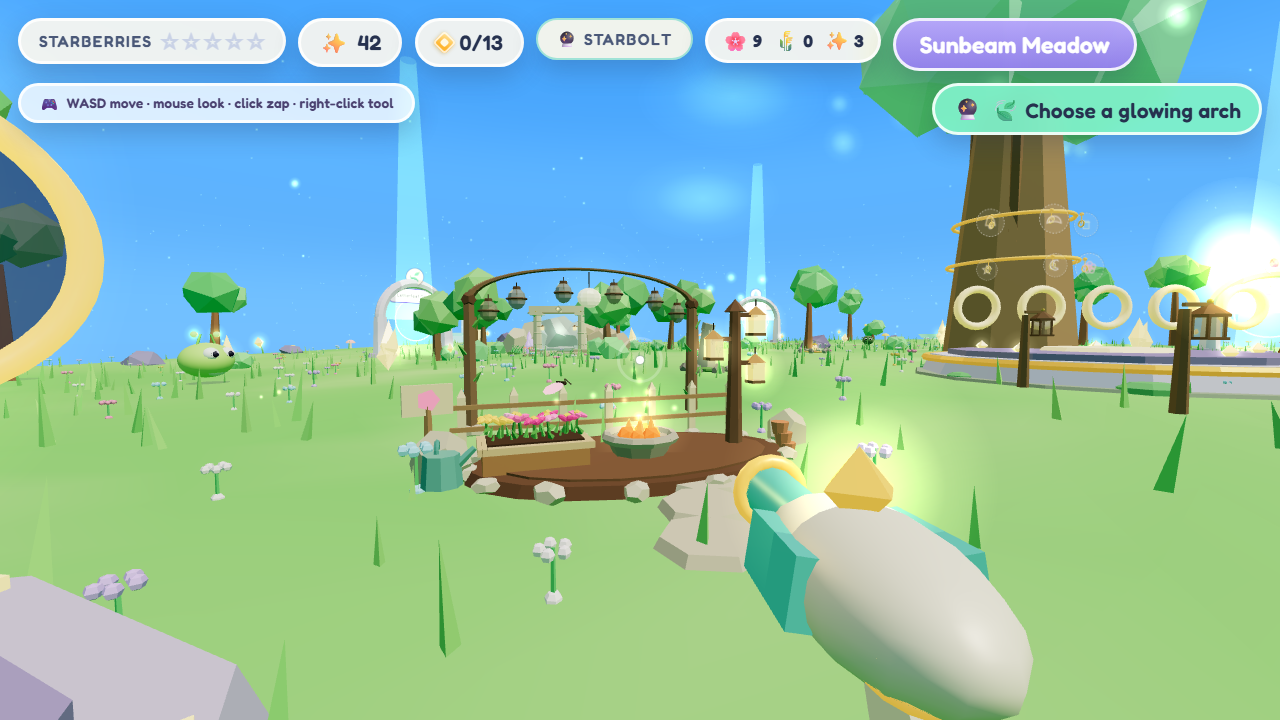 STARBERRIES
42
0/13
STARBOLT
9
0
3
Sunbeam Meadow
WASD move · mouse look · click zap · right-click tool
Choose a glowing arch